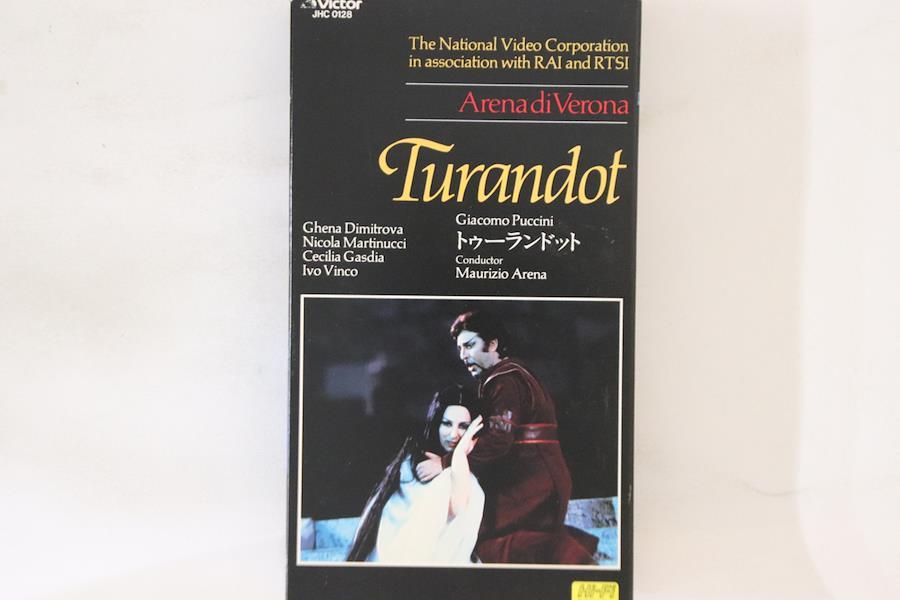 Victor
JHC 0128
The National Video Corporation
in association with RAI and RTSI
Arena di Verona
Turandot
Giacomo Puccini
トゥーランドット
Conductor
Maurizio Arena
Ghena Dimitrova
Nicola Martinucci
Cecilia Gasdia
Ivo Vinco
Hi-Fi